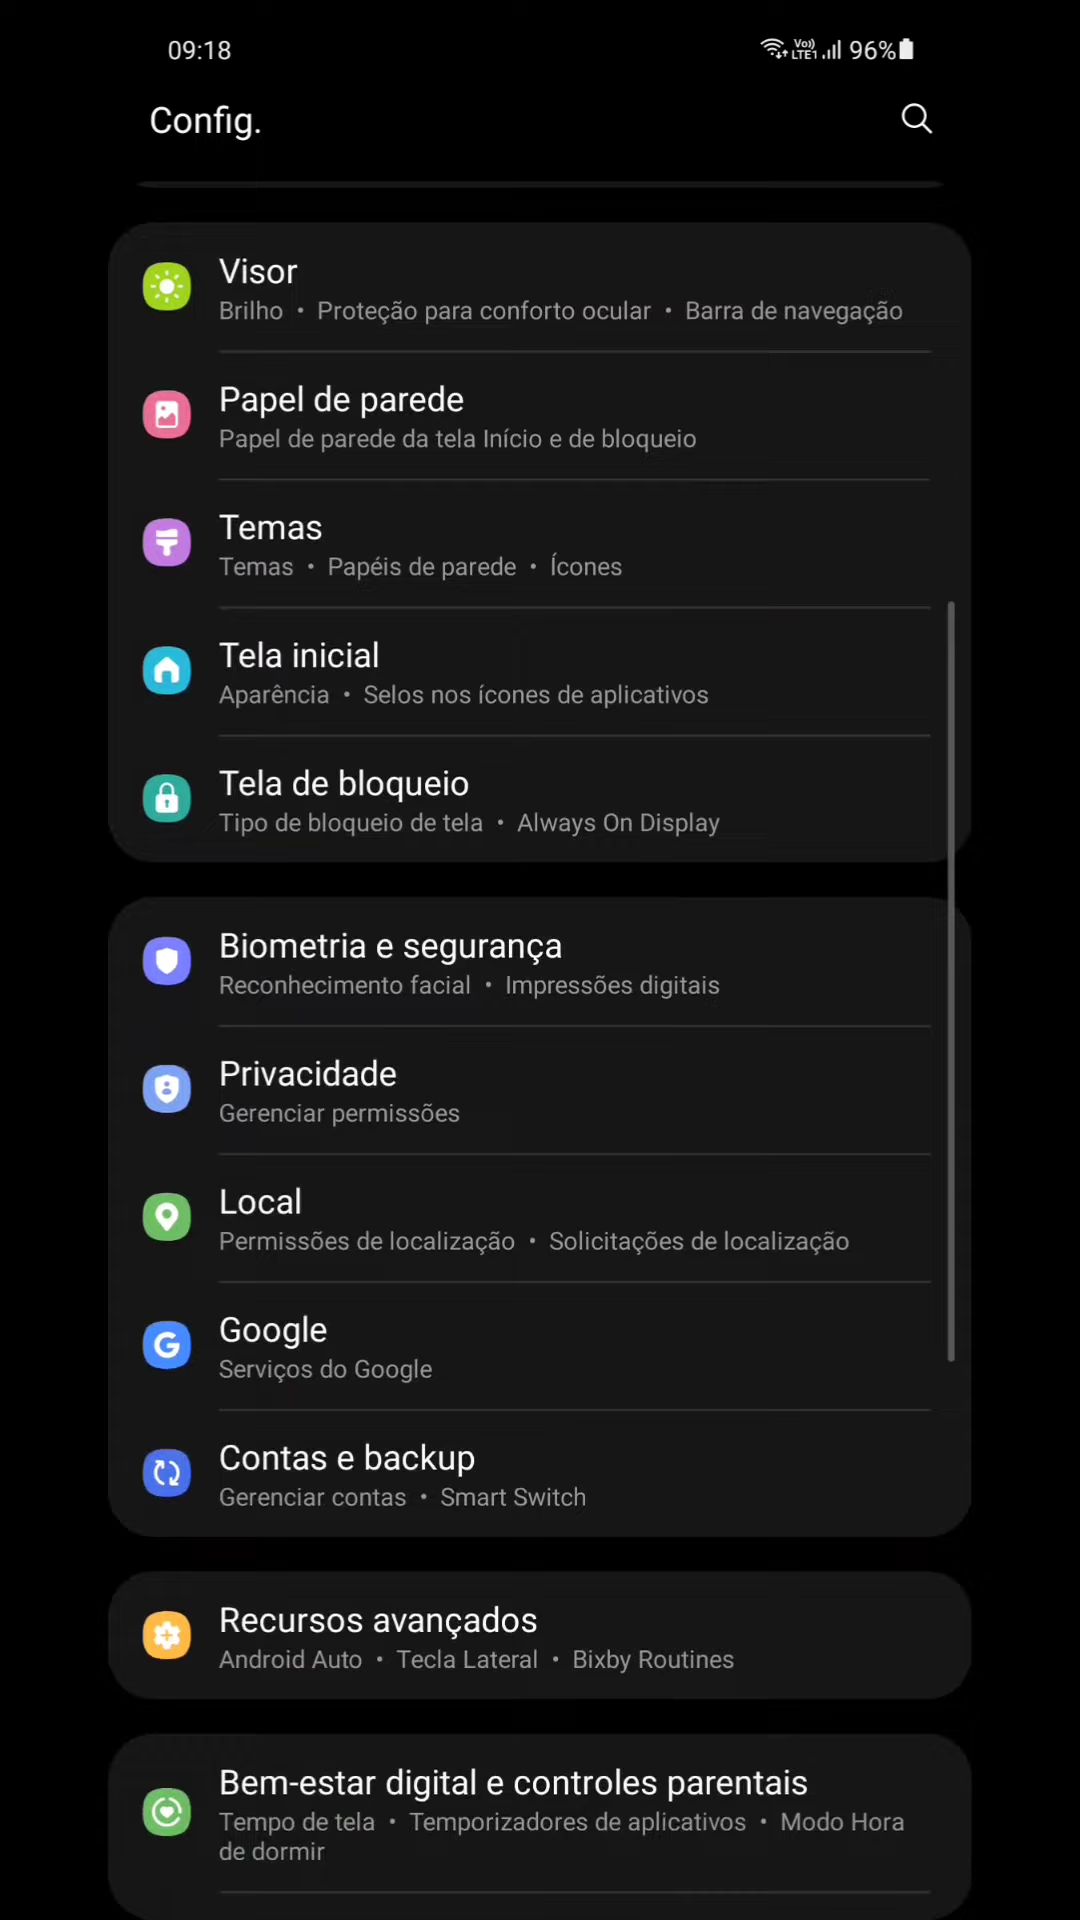 09:18
Vo))
LTE1
96%
Config.
Visor
Brilho • Proteção para conforto ocular • Barra de navegação
Papel de parede
Papel de parede da tela Início e de bloqueio
Temas
Temas • Papéis de parede • Ícones
Tela inicial
Aparência • Selos nos ícones de aplicativos
Tela de bloqueio
Tipo de bloqueio de tela • Always On Display
Biometria e segurança
Reconhecimento facial • Impressões digitais
Privacidade
Gerenciar permissões
Local
Permissões de localização • Solicitações de localização
Google
Serviços do Google
Contas e backup
Gerenciar contas • Smart Switch
Recursos avançados
Android Auto • Tecla Lateral • Bixby Routines
Bem-estar digital e controles parentais
Tempo de tela • Temporizadores de aplicativos • Modo Hora
de dormir